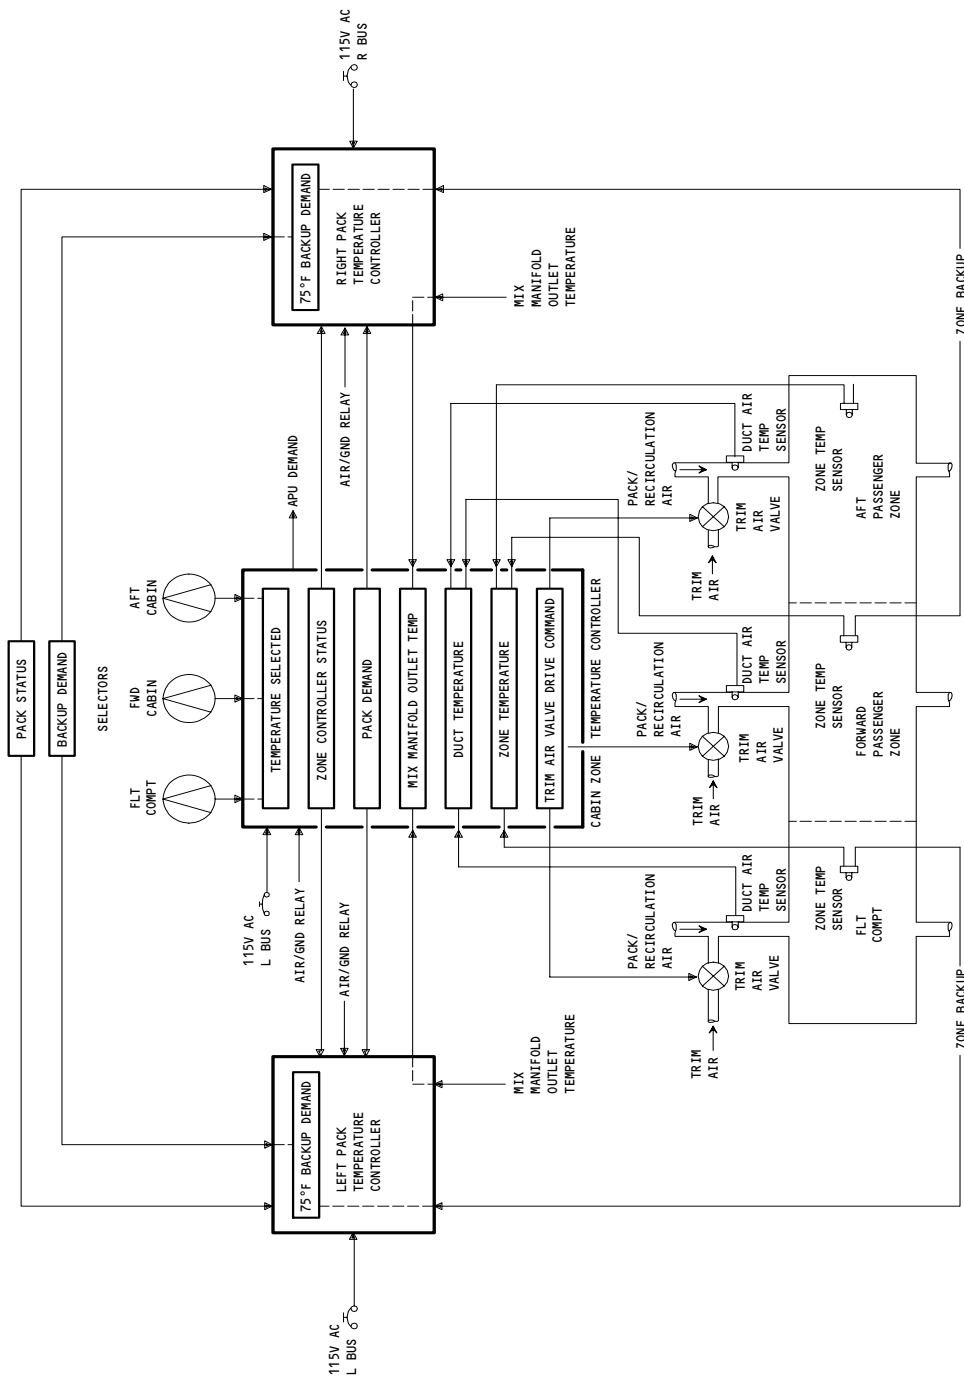 PACK STATUS
BACKUP DEMAND
SELECTORS
FLT
COMPT
FWD
CABIN
AFT
CABIN
115V AC
L BUS
115V AC
L BUS
115V AC
R BUS
AIR/GND RELAY
AIR/GND RELAY
AIR/GND RELAY
APU DEMAND
75°F BACKUP DEMAND
LEFT PACK
TEMPERATURE
CONTROLLER
TEMPERATURE SELECTED
ZONE CONTROLLER STATUS
PACK DEMAND
MIX MANIFOLD OUTLET TEMP
DUCT TEMPERATURE
ZONE TEMPERATURE
TRIM AIR VALVE DRIVE COMMAND
CABIN ZONE TEMPERATURE CONTROLLER
75°F BACKUP DEMAND
RIGHT PACK
TEMPERATURE
CONTROLLER
MIX
MANIFOLD
OUTLET
TEMPERATURE
MIX
MANIFOLD
OUTLET
TEMPERATURE
PACK/
RECIRCULATION
AIR
PACK/
RECIRCULATION
AIR
PACK/
RECIRCULATION
AIR
TRIM
AIR
TRIM
AIR
VALVE
DUCT AIR
TEMP
SENSOR
TRIM
AIR
TRIM
AIR
VALVE
DUCT AIR
TEMP
SENSOR
TRIM
AIR
TRIM
AIR
VALVE
DUCT AIR
TEMP
SENSOR
ZONE TEMP
SENSOR
FLT
COMPT
ZONE TEMP
SENSOR
FORWARD
PASSENGER
ZONE
ZONE TEMP
SENSOR
AFT
PASSENGER
ZONE
ZONE BACKUP
ZONE BACKUP